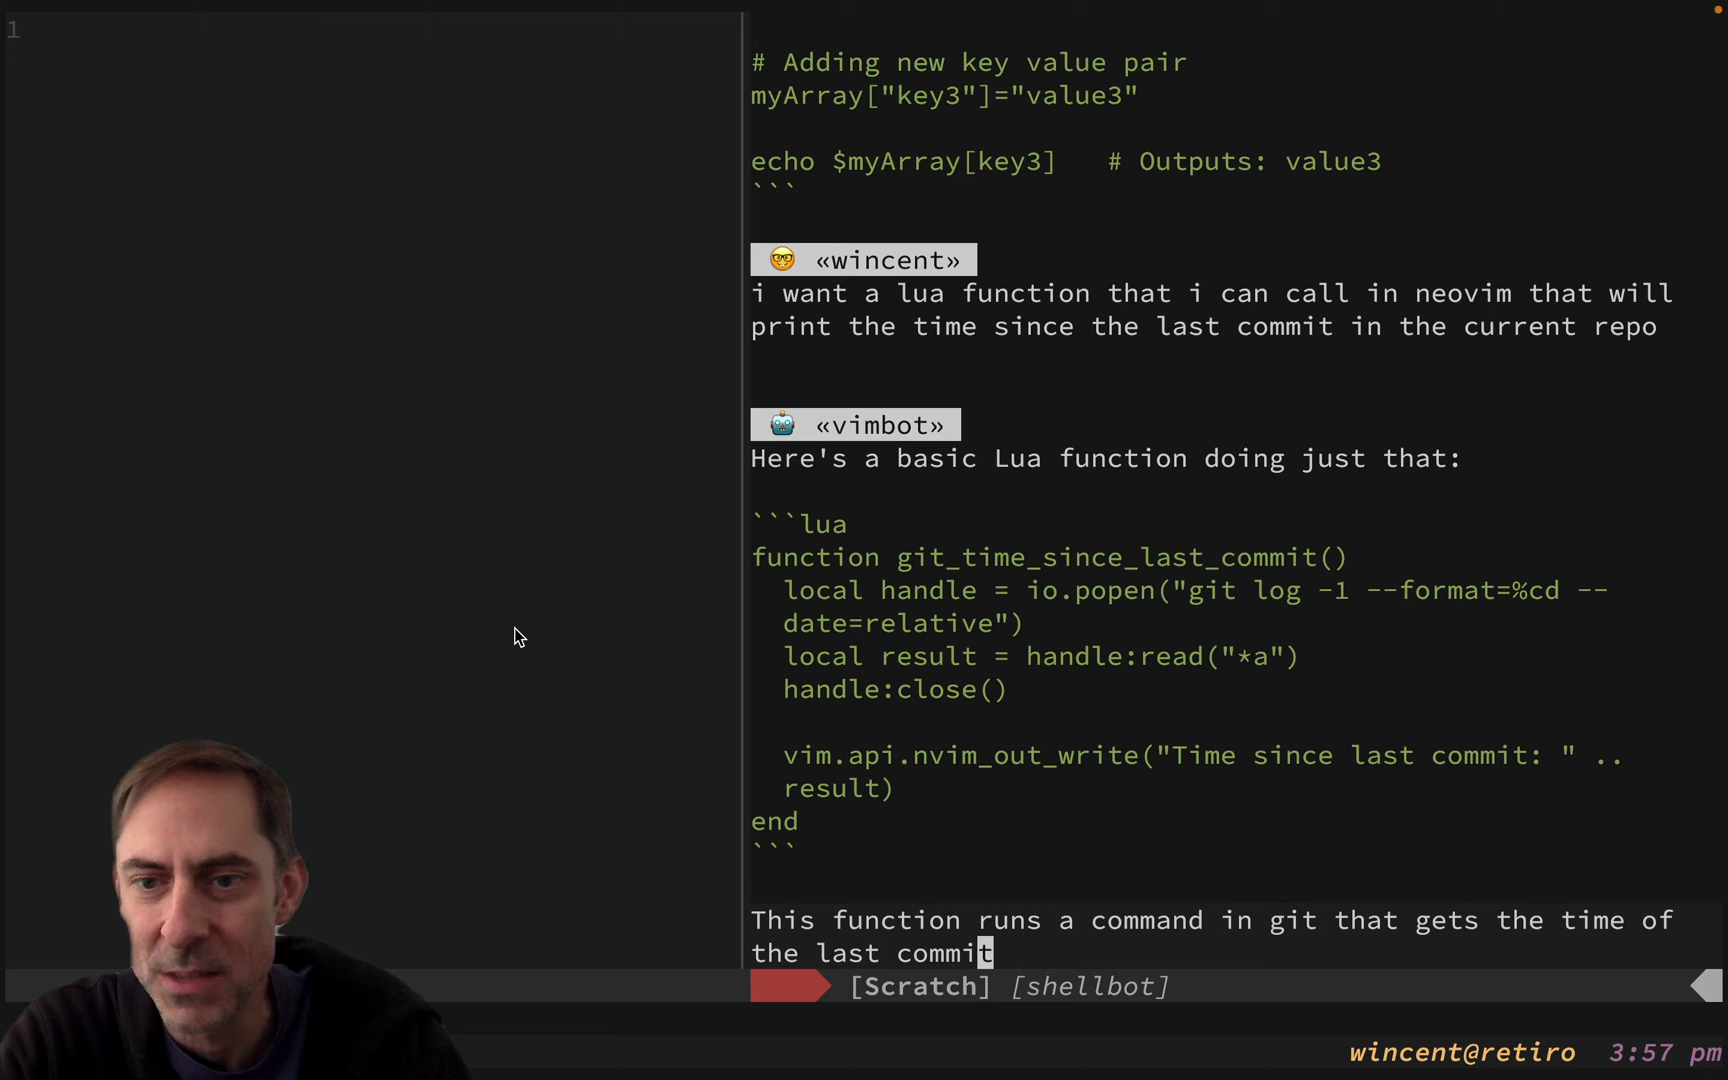 1
# Adding new key value pair
myArray["key3"]="value3"
echo $myArray[key3]   # Outputs: value3
```
🤓 «wincent»
i want a lua function that i can call in neovim that will
print the time since the last commit in the current repo
🤖 «vimbot»
Here's a basic Lua function doing just that:
```lua
function git_time_since_last_commit()
  local handle = io.popen("git log -1 --format=%cd --
  date=relative")
  local result = handle:read("*a")
  handle:close()
  vim.api.nvim_out_write("Time since last commit: " ..
  result)
end
```
This function runs a command in git that gets the time of
the last commit
[Scratch] [shellbot]
wincent@retiro 3:57 pm